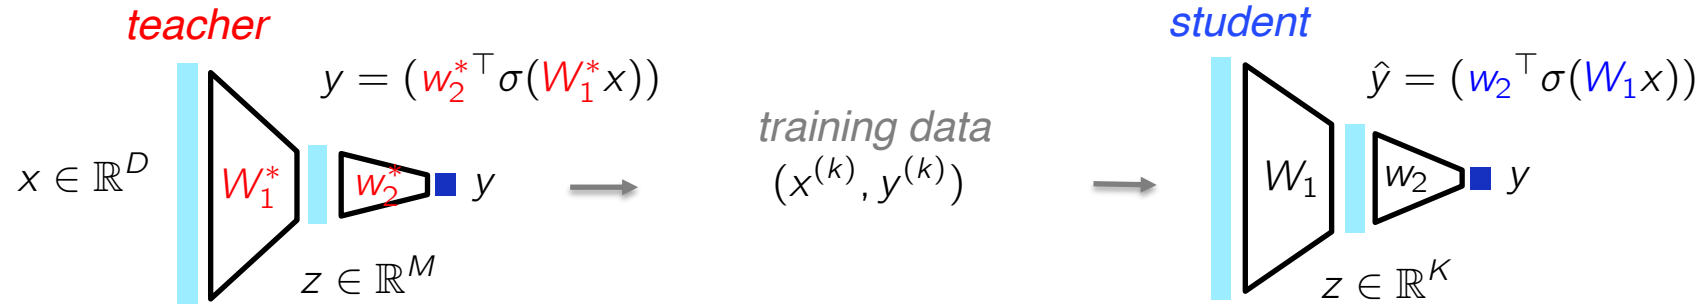 teacher
y = (w₂*ᵀσ(W₁*x))
x ∈ ℝᴰ
W₁*
w₂*
y
z ∈ ℝᴹ
training data
(x⁽ᵏ⁾, y⁽ᵏ⁾)
student
ŷ = (w₂ᵀσ(W₁x))
W₁
w₂
y
z ∈ ℝᴷ